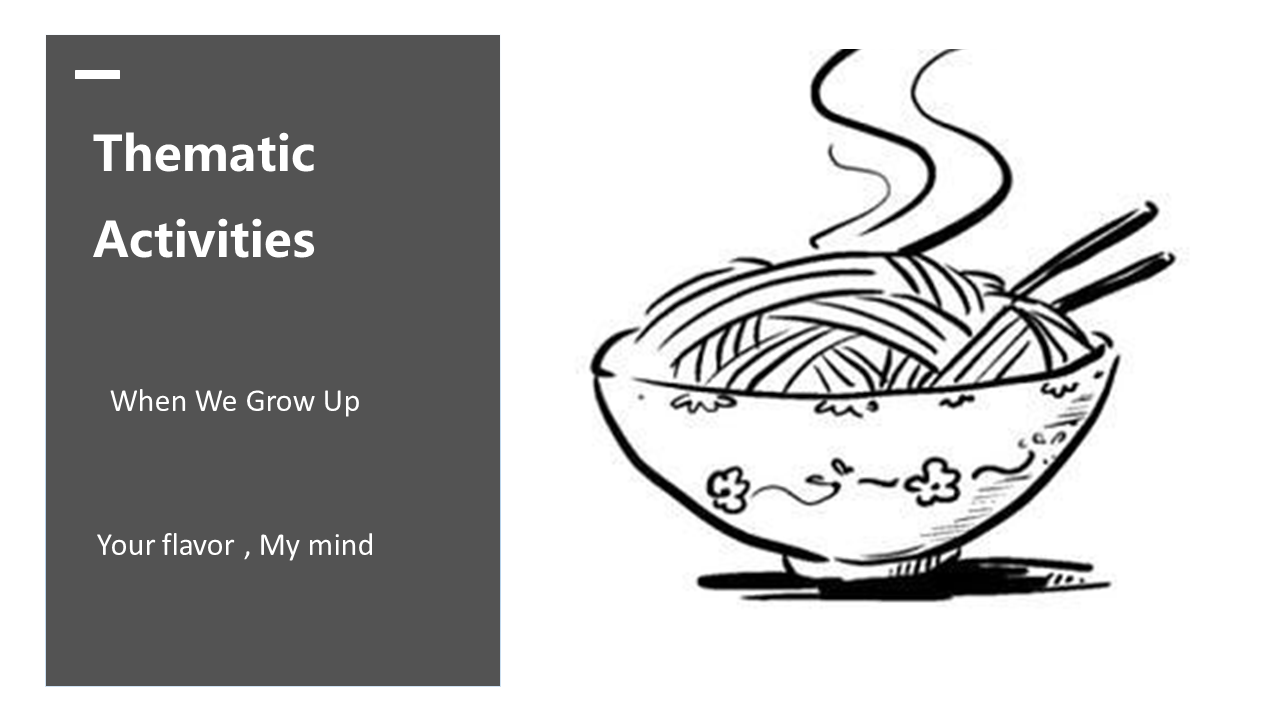 Thematic
Activities
When We Grow Up
Your flavor , My mind